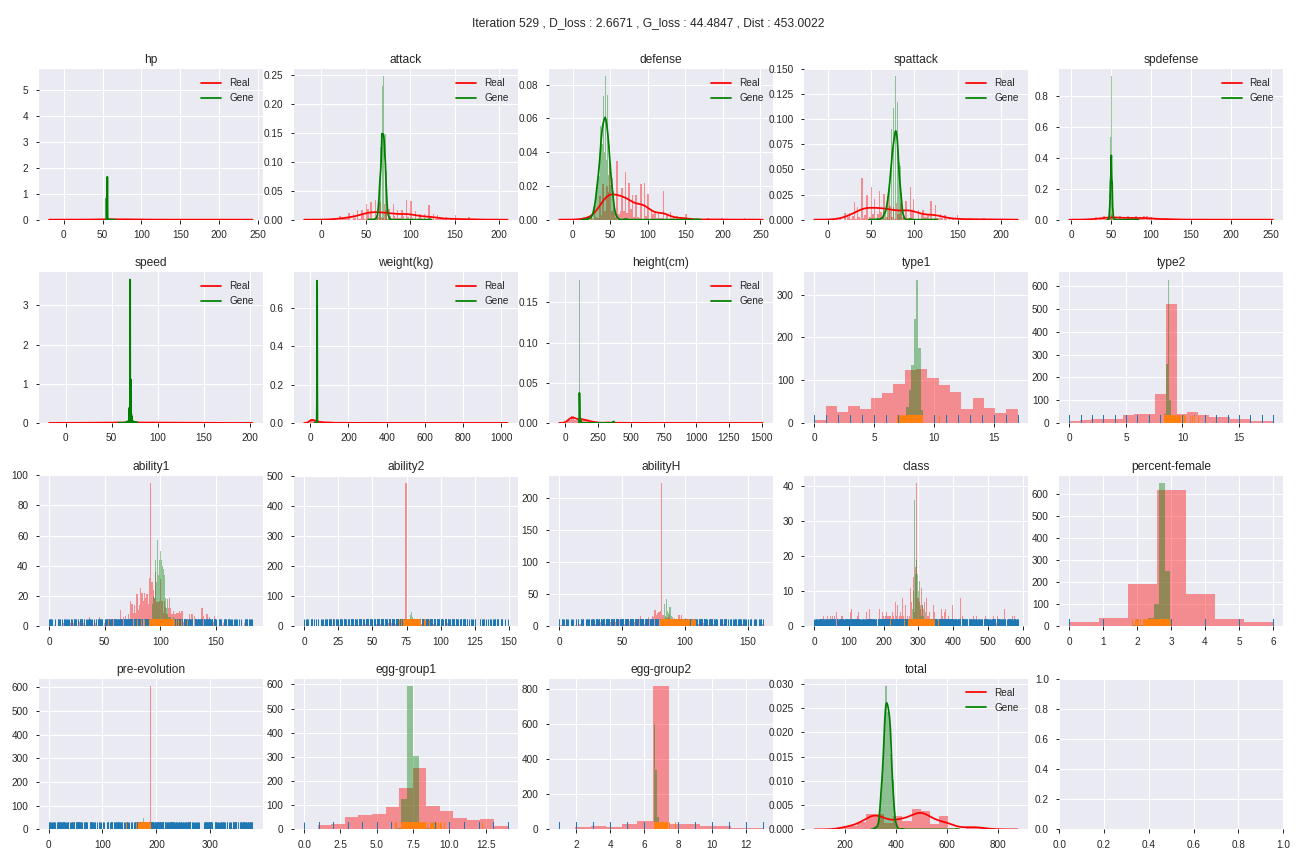 Iteration 529 , D_loss : 2.6671 , G_loss : 44.4847 , Dist : 453.0022
hp
Real
Gene
5
4
3
2
1
0
0 50 100 150 200 250
attack
Real
Gene
0.25
0.20
0.15
0.10
0.05
0.00
0 50 100 150 200
defense
Real
Gene
0.08
0.06
0.04
0.02
0.00
0 50 100 150 200 250
spattack
Real
Gene
0.150
0.125
0.100
0.075
0.050
0.025
0.000
0 50 100 150 200
spdefense
Real
Gene
0.8
0.6
0.4
0.2
0.0
0 50 100 150 200 250
speed
Real
Gene
3
2
1
0
0 50 100 150 200
weight(kg)
Real
Gene
0.6
0.4
0.2
0.0
0 200 400 600 800 1000
height(cm)
Real
Gene
0.15
0.10
0.05
0.00
0 250 500 750 1000 1250 1500
type1
300
200
100
0
0 5 10 15
type2
600
500
400
300
200
100
0
0 5 10 15
ability1
100
80
60
40
20
0
0 50 100 150
ability2
500
400
300
200
100
0
0 25 50 75 100 125 150
abilityH
200
150
100
50
0
0 50 100 150
class
40
30
20
10
0
0 100 200 300 400 500 600
percent-female
600
500
400
300
200
100
0
0 1 2 3 4 5 6
pre-evolution
600
500
400
300
200
100
0
0 100 200 300
egg-group1
600
500
400
300
200
100
0
0.0 2.5 5.0 7.5 10.0 12.5
egg-group2
800
600
400
200
0
2 4 6 8 10 12
total
Real
Gene
0.030
0.025
0.020
0.015
0.010
0.005
0.000
200 400 600 800
1.0
0.8
0.6
0.4
0.2
0.0
0.0 0.2 0.4 0.6 0.8 1.0